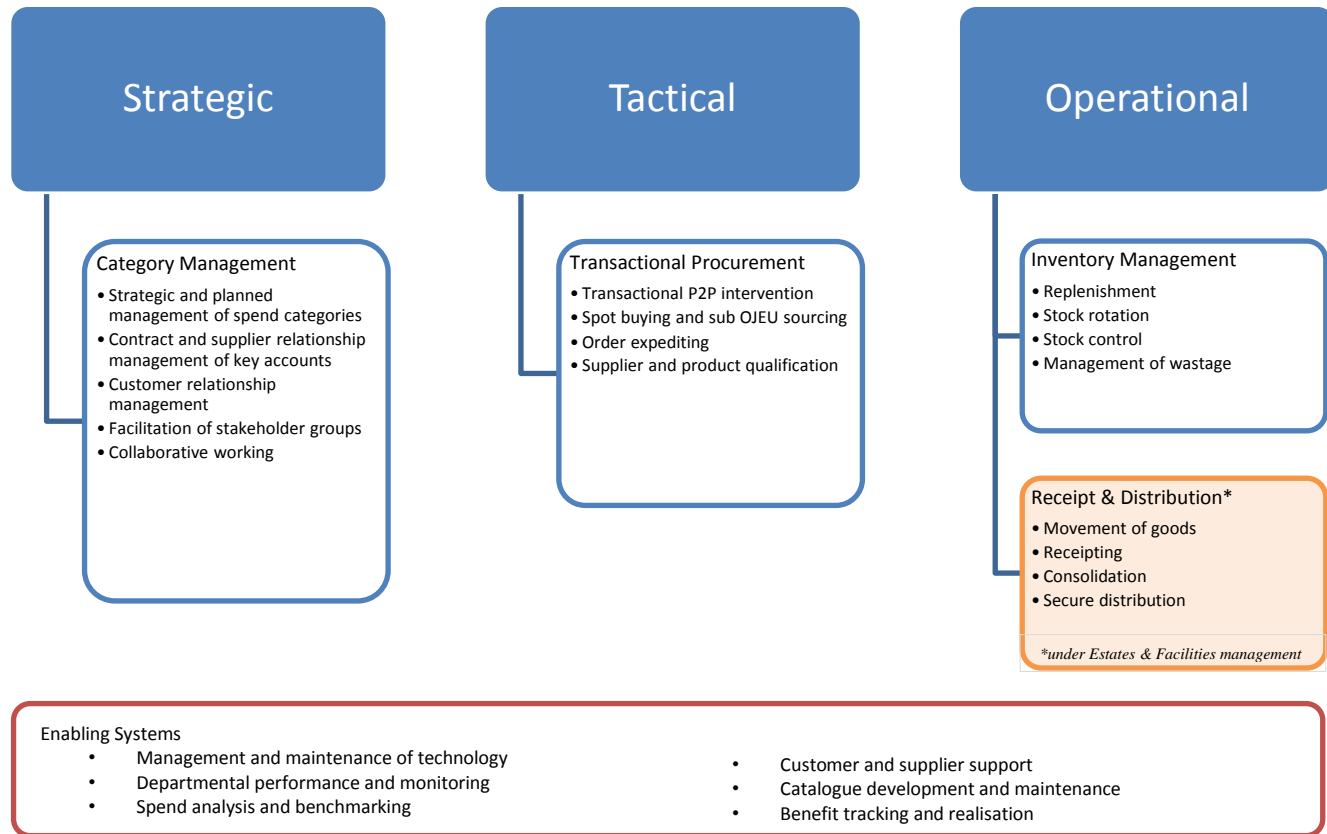 Strategic
Category Management
• Strategic and planned
management of spend categories
• Contract and supplier relationship
management of key accounts
• Customer relationship
management
• Facilitation of stakeholder groups
• Collaborative working
Tactical
Transactional Procurement
• Transactional P2P intervention
• Spot buying and sub OJEU sourcing
• Order expediting
• Supplier and product qualification
Operational
Inventory Management
• Replenishment
• Stock rotation
• Stock control
• Management of wastage
Receipt & Distribution*
• Movement of goods
• Receipting
• Consolidation
• Secure distribution
*under Estates & Facilities management
Enabling Systems
• Management and maintenance of technology
• Departmental performance and monitoring
• Spend analysis and benchmarking
• Customer and supplier support
• Catalogue development and maintenance
• Benefit tracking and realisation